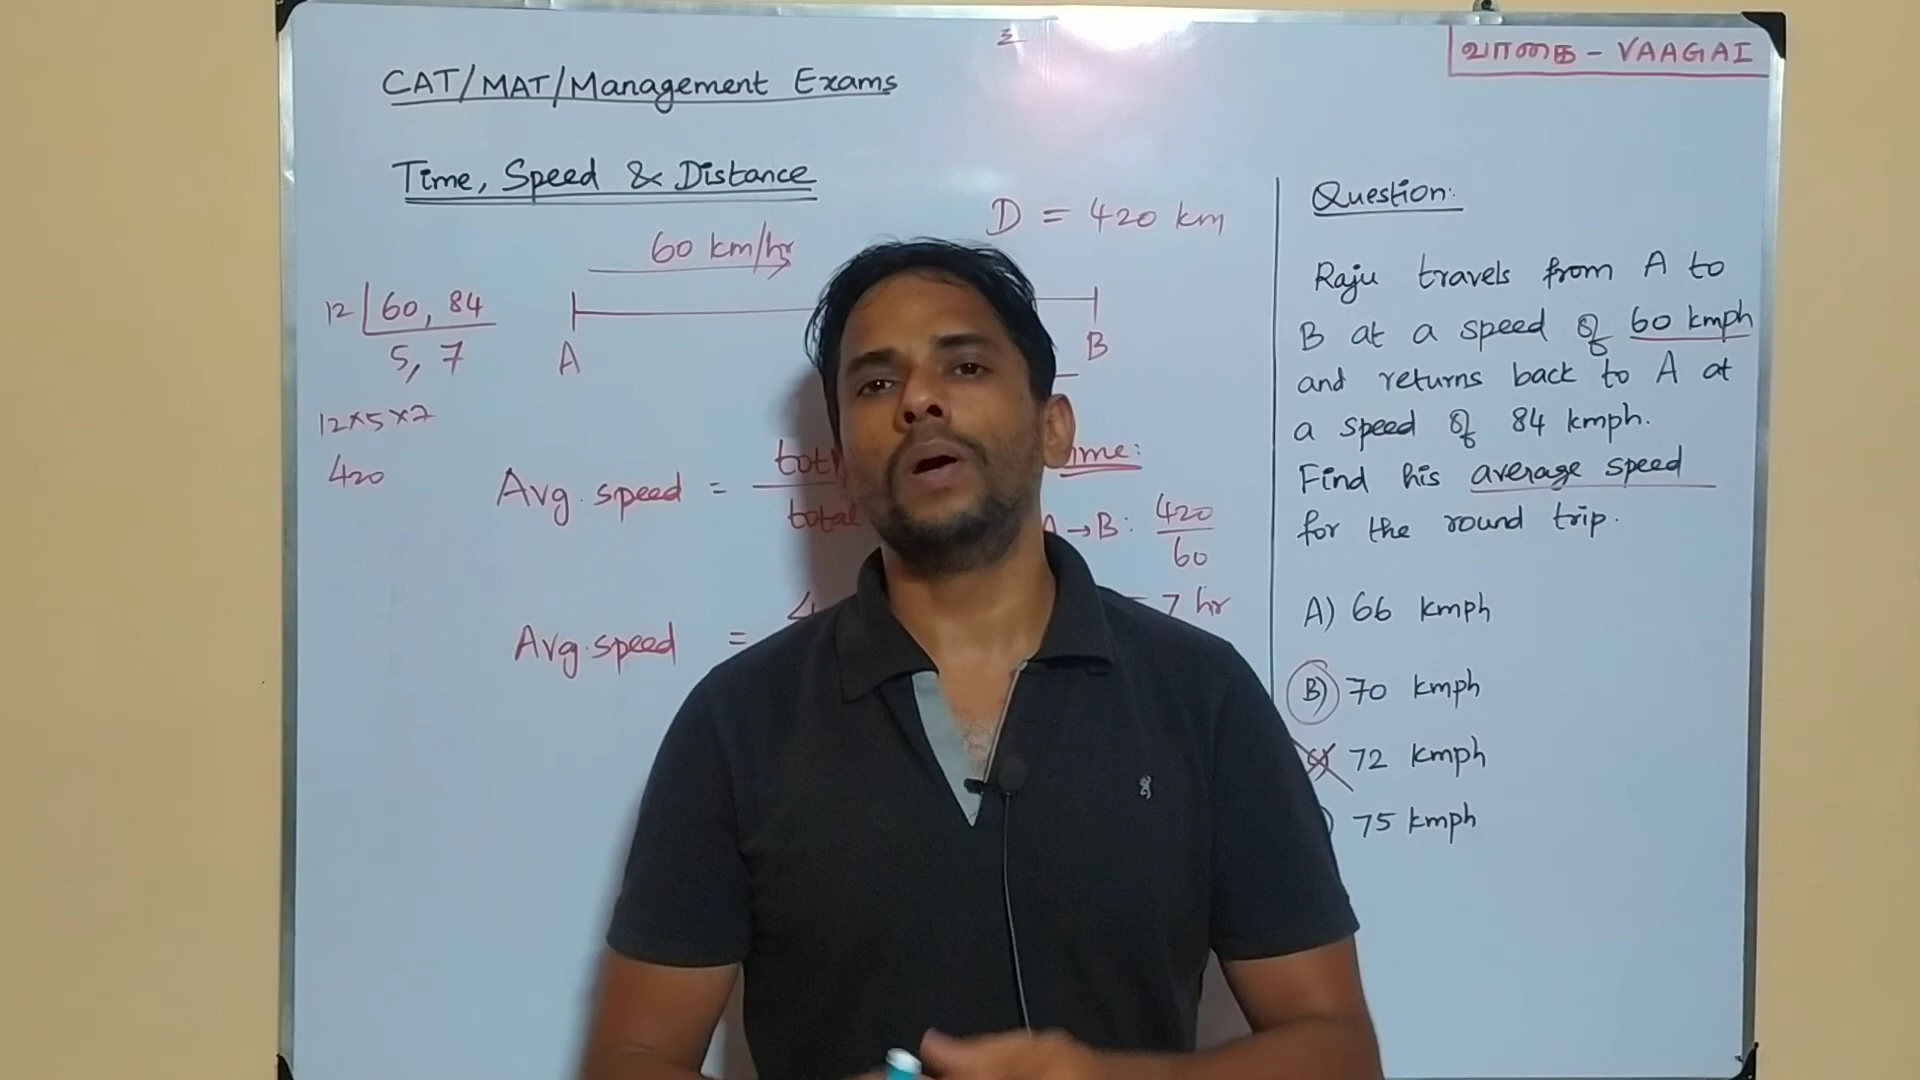 வாகை - VAAGAI
CAT/MAT/Management Exams
Time, Speed & Distance
D = 420 km
60 km/hr
12 60, 84
5, 7
A
B
12×5×7
420
Avg. speed =
total
A→B: 420
60
= 7 hr
Avg. speed =
Question:
Raju travels from A to
B at a speed of 60 kmph
and returns back to A at
a speed of 84 kmph.
Find his average speed
for the round trip.
A) 66 kmph
B) 70 kmph
72 kmph
75 kmph